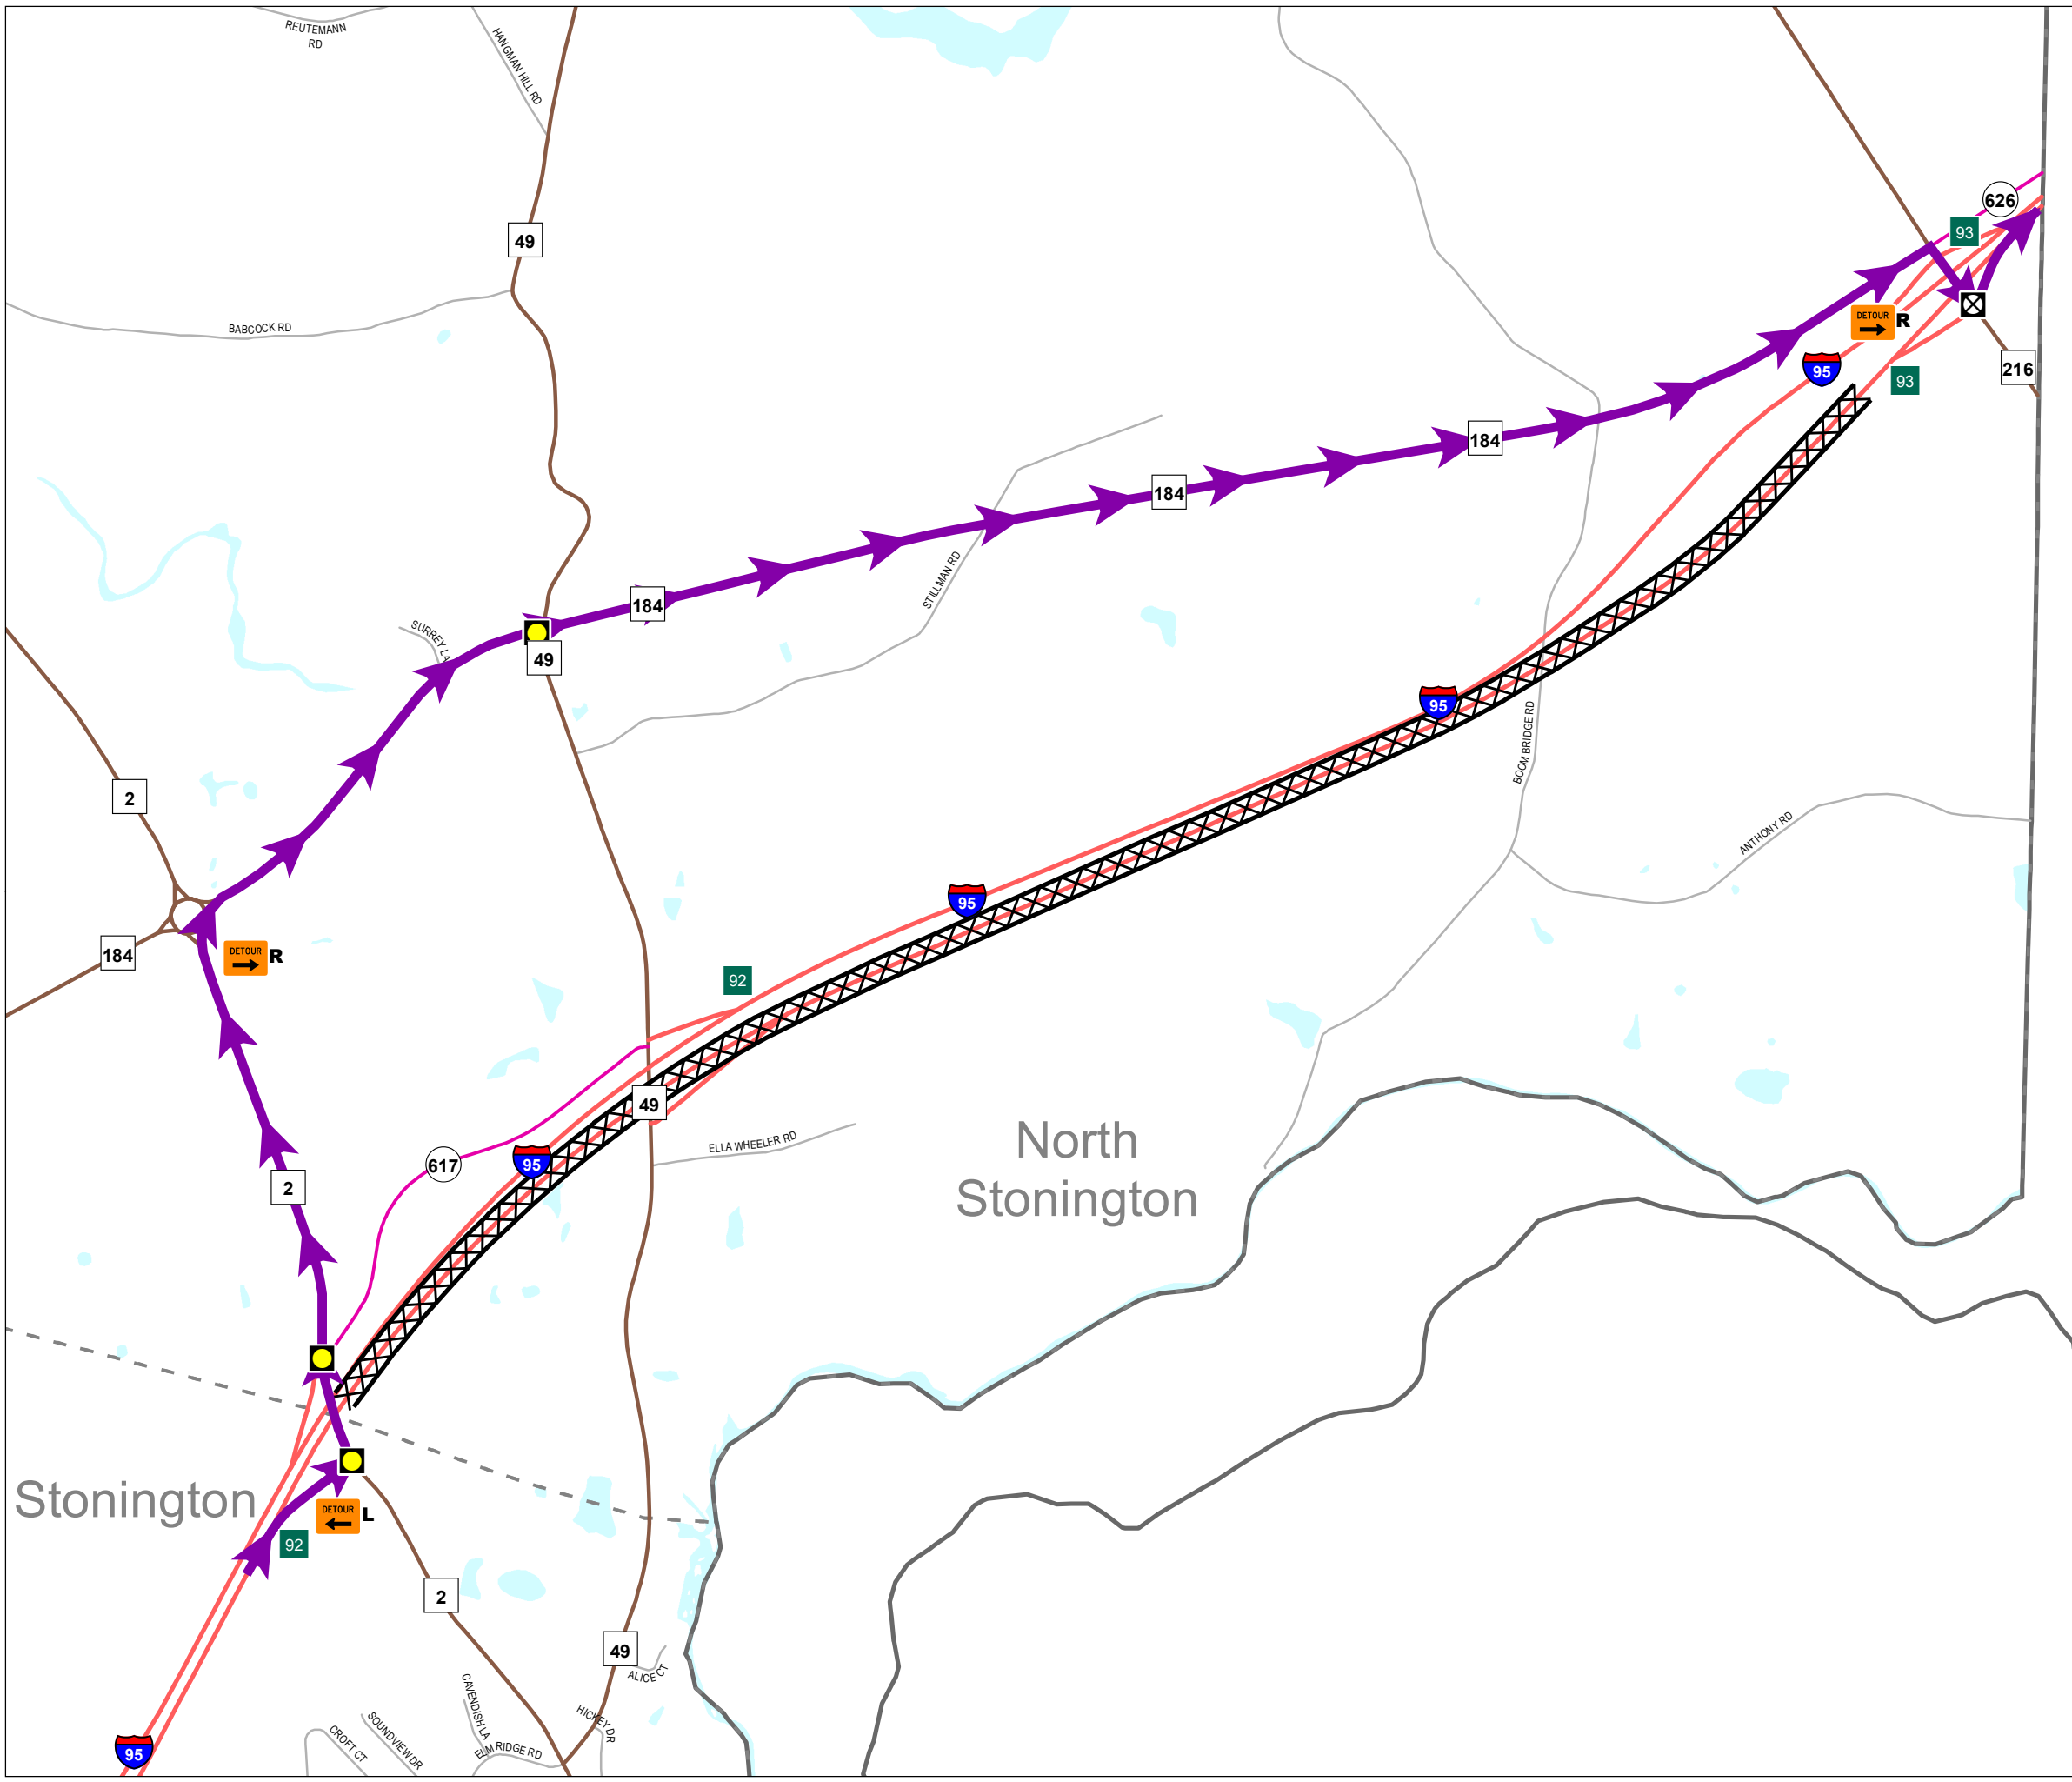 REUTEMANN
RD
HANGMAN HILL RD
626
49
93
BABCOCK RD
DETOUR
R
95
216
93
184
184
STILLMAN RD
184
SURREY LA
49
95
BOOM BRIDGE RD
2
ANTHONY RD
95
184
DETOUR
R
92
49
ELLA WHEELER RD
North
Stonington
617
95
2
Stonington
DETOUR
L
92
2
49
ALICE CT
CAVENDISH LA
HICKEY DR
SOUNDVIEW DR
CROFT CT
ELM RIDGE RD
95